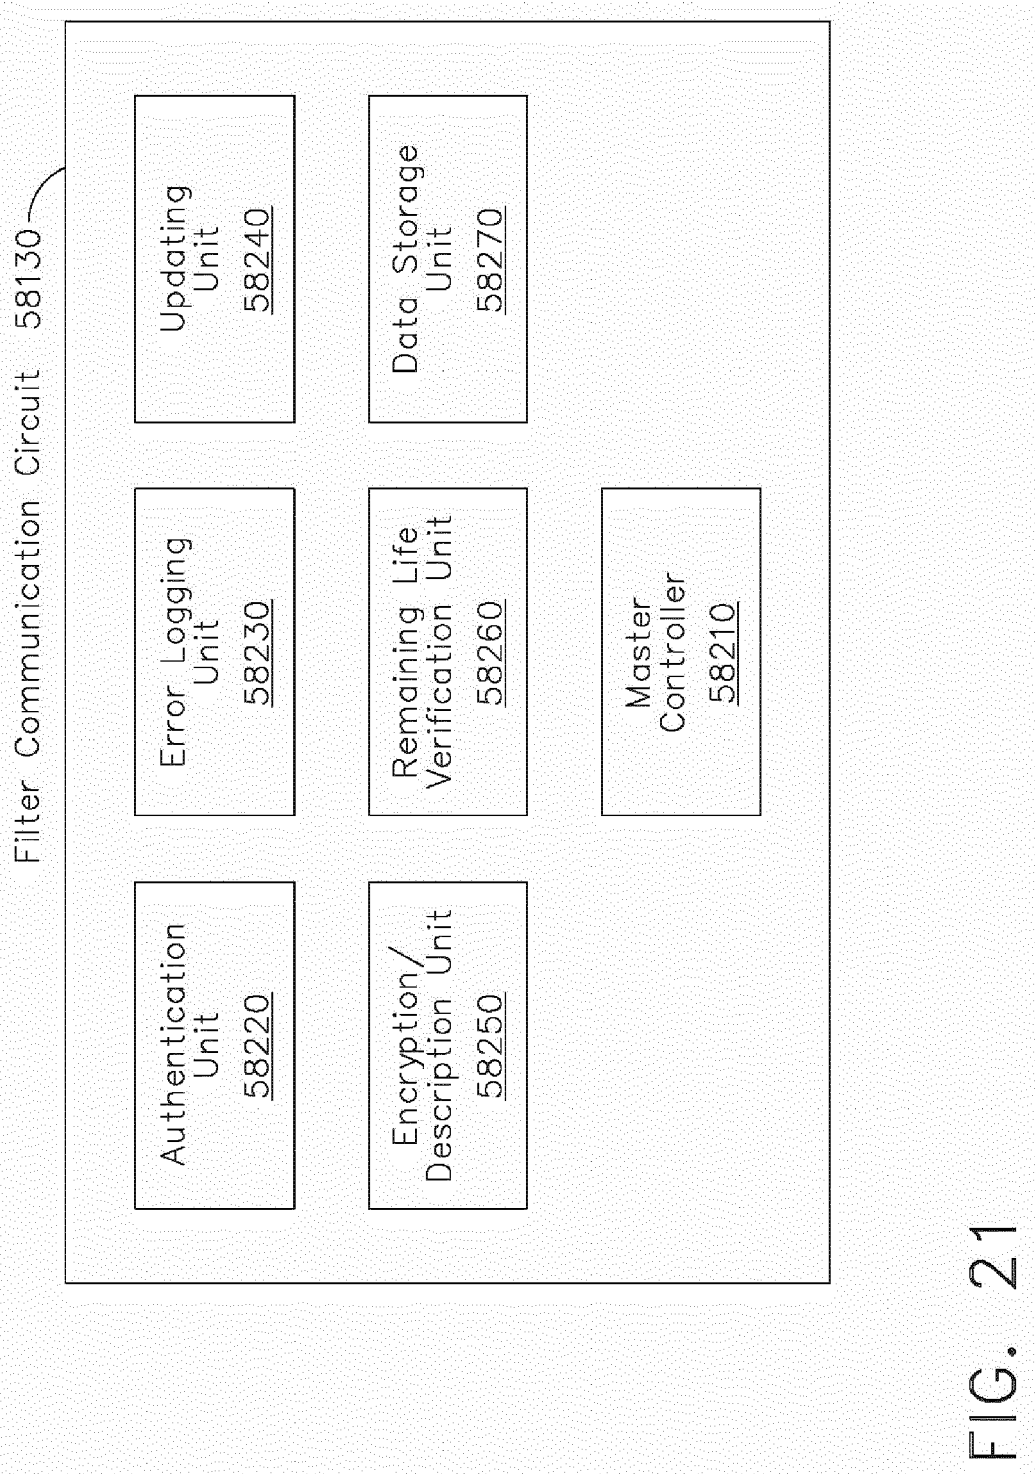 Filter Communication Circuit 58130
Authentication
Unit
58220
Error Logging
Unit
58230
Updating
Unit
58240
Encryption/
Description Unit
58250
Remaining Life
Verification Unit
58260
Data Storage
Unit
58270
Master
Controller
58210
FIG. 21